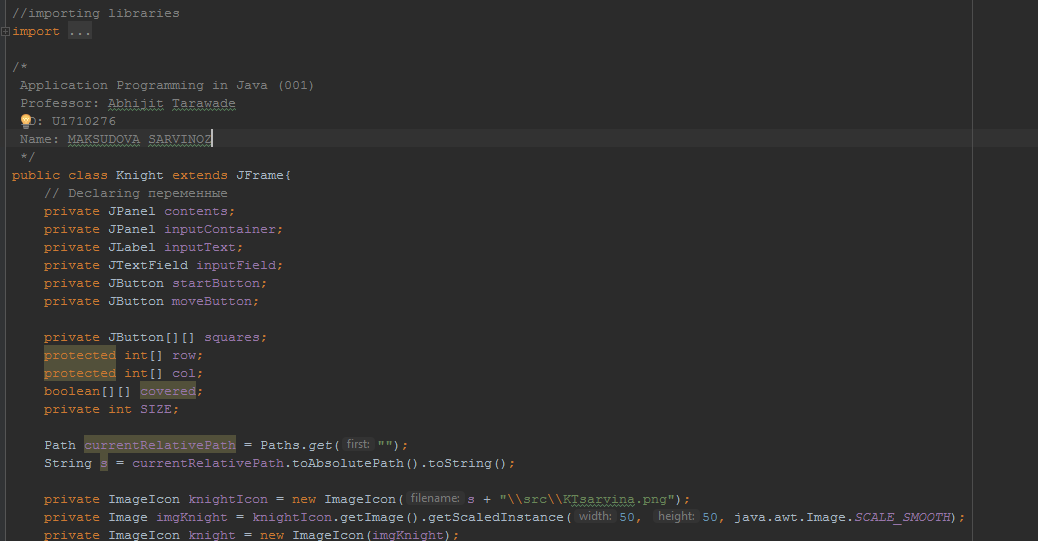 //importing libraries
import ...
/*
Application Programming in Java (001)
Professor: Abhijit Tarawade
D: U1710276
Name: MAKSUDOVA SARVINOZ
*/
public class Knight extends JFrame{
// Declaring переменные
private JPanel contents;
private JPanel inputContainer;
private JLabel inputText;
private JTextField inputField;
private JButton startButton;
private JButton moveButton;
private JButton[][] squares;
protected int[] row;
protected int[] col;
boolean[][] covered;
private int SIZE;
Path currentRelativePath = Paths.get( first: "");
String s = currentRelativePath.toAbsolutePath().toString();
private ImageIcon knightIcon = new ImageIcon( filename: s + "\\src\\KTsarvina.png");
private Image imgKnight = knightIcon.getImage().getScaledInstance( width: 50, height: 50, java.awt.Image.SCALE_SMOOTH);
private ImageIcon knight = new ImageIcon(imgKnight);